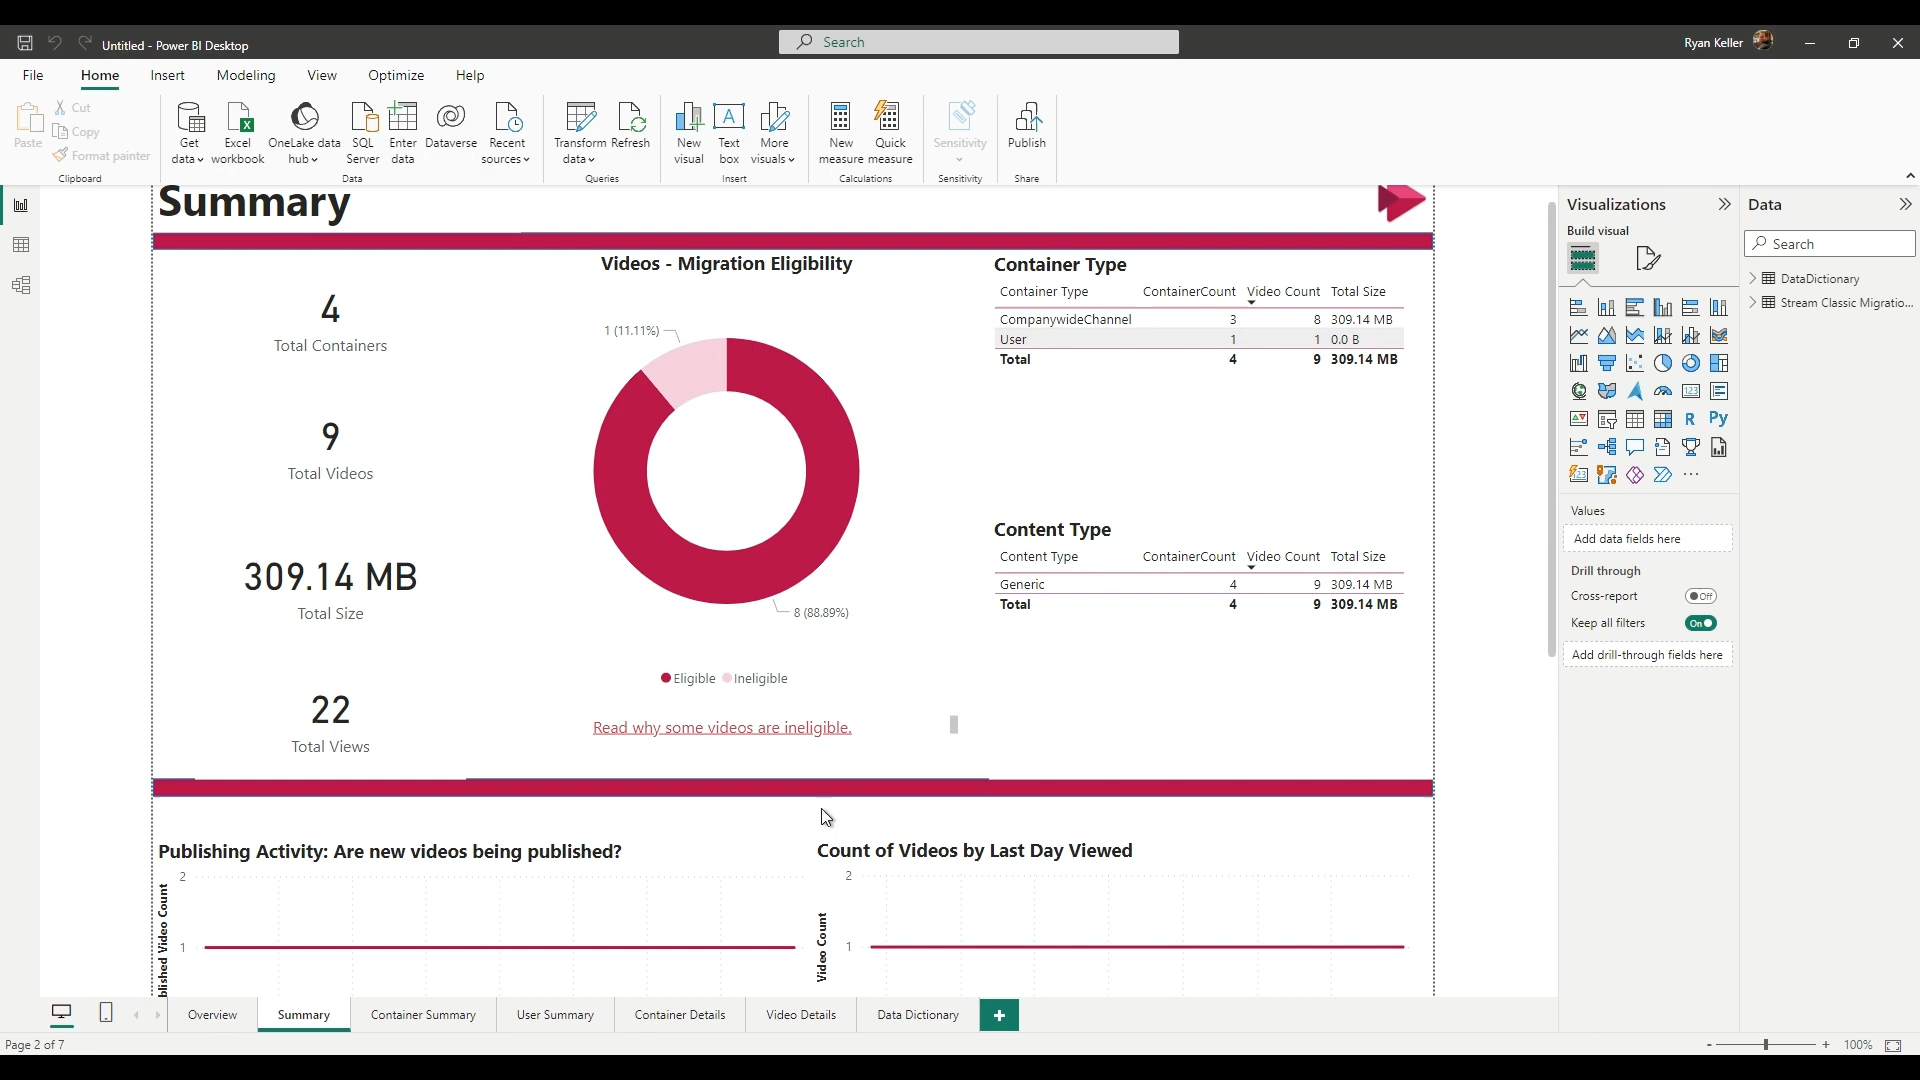 Untitled - Power BI Desktop
Search
Ryan Keller
File
Home
Insert
Modeling
View
Optimize
Help
Paste
Cut
Copy
Format painter
Clipboard
Get data
Excel workbook
OneLake data hub
SQL Server
Enter data
Dataverse
Recent sources
Data
Transform data
Refresh
Queries
New visual
Text box
More visuals
Insert
New measure
Quick measure
Calculations
Sensitivity
Sensitivity
Publish
Share
Summary
4
Total Containers
9
Total Videos
309.14 MB
Total Size
22
Total Views
Videos - Migration Eligibility
1 (11.11%)
8 (88.89%)
Eligible Ineligible
Read why some videos are ineligible.
Container Type
Container Type ContainerCount Video Count Total Size
CompanywideChannel 3 8 309.14 MB
User 1 1 0.0 B
Total 4 9 309.14 MB
Content Type
Content Type ContainerCount Video Count Total Size
Generic 4 9 309.14 MB
Total 4 9 309.14 MB
Publishing Activity: Are new videos being published?
2
1
blished Video Count
Count of Videos by Last Day Viewed
2
1
Video Count
Visualizations
Build visual
123
R
Py
123
Values
Add data fields here
Drill through
Cross-report
Off
Keep all filters
On
Add drill-through fields here
Data
Search
DataDictionary
Stream Classic Migratio...
Overview
Summary
Container Summary
User Summary
Container Details
Video Details
Data Dictionary
+
Page 2 of 7
- + 100%